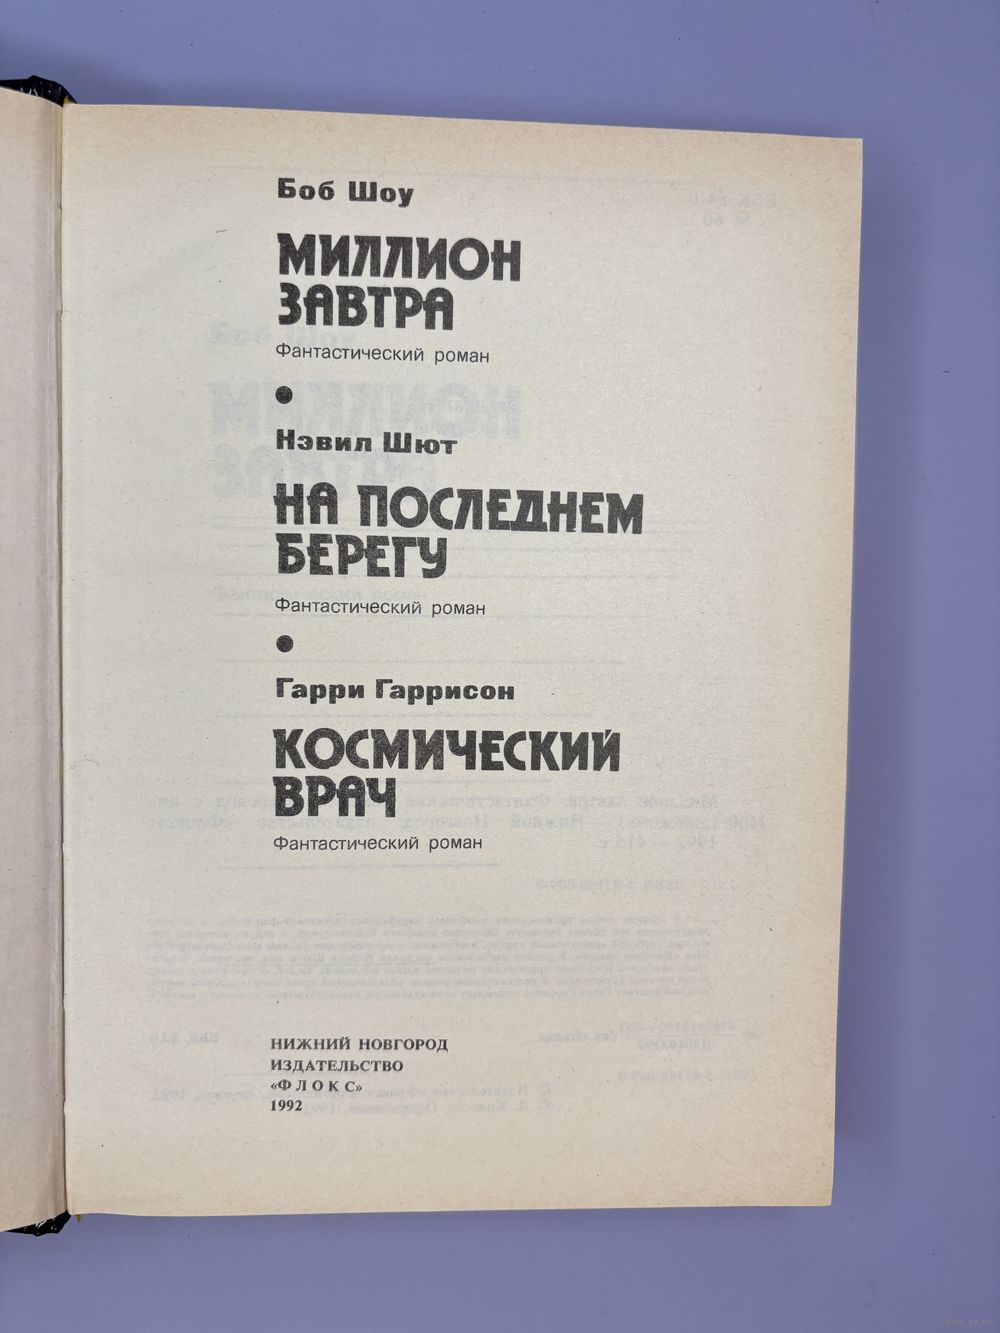 Боб Шоу
МИЛЛИОН
ЗАВТРА
Фантастический роман
Нэвил Шют
НА ПОСЛЕДНЕМ
БЕРЕГУ
Фантастический роман
Гарри Гаррисон
КОСМИЧЕСКИЙ
ВРАЧ
Фантастический роман
НИЖНИЙ НОВГОРОД
ИЗДАТЕЛЬСТВО
«ФЛОКС»
1992